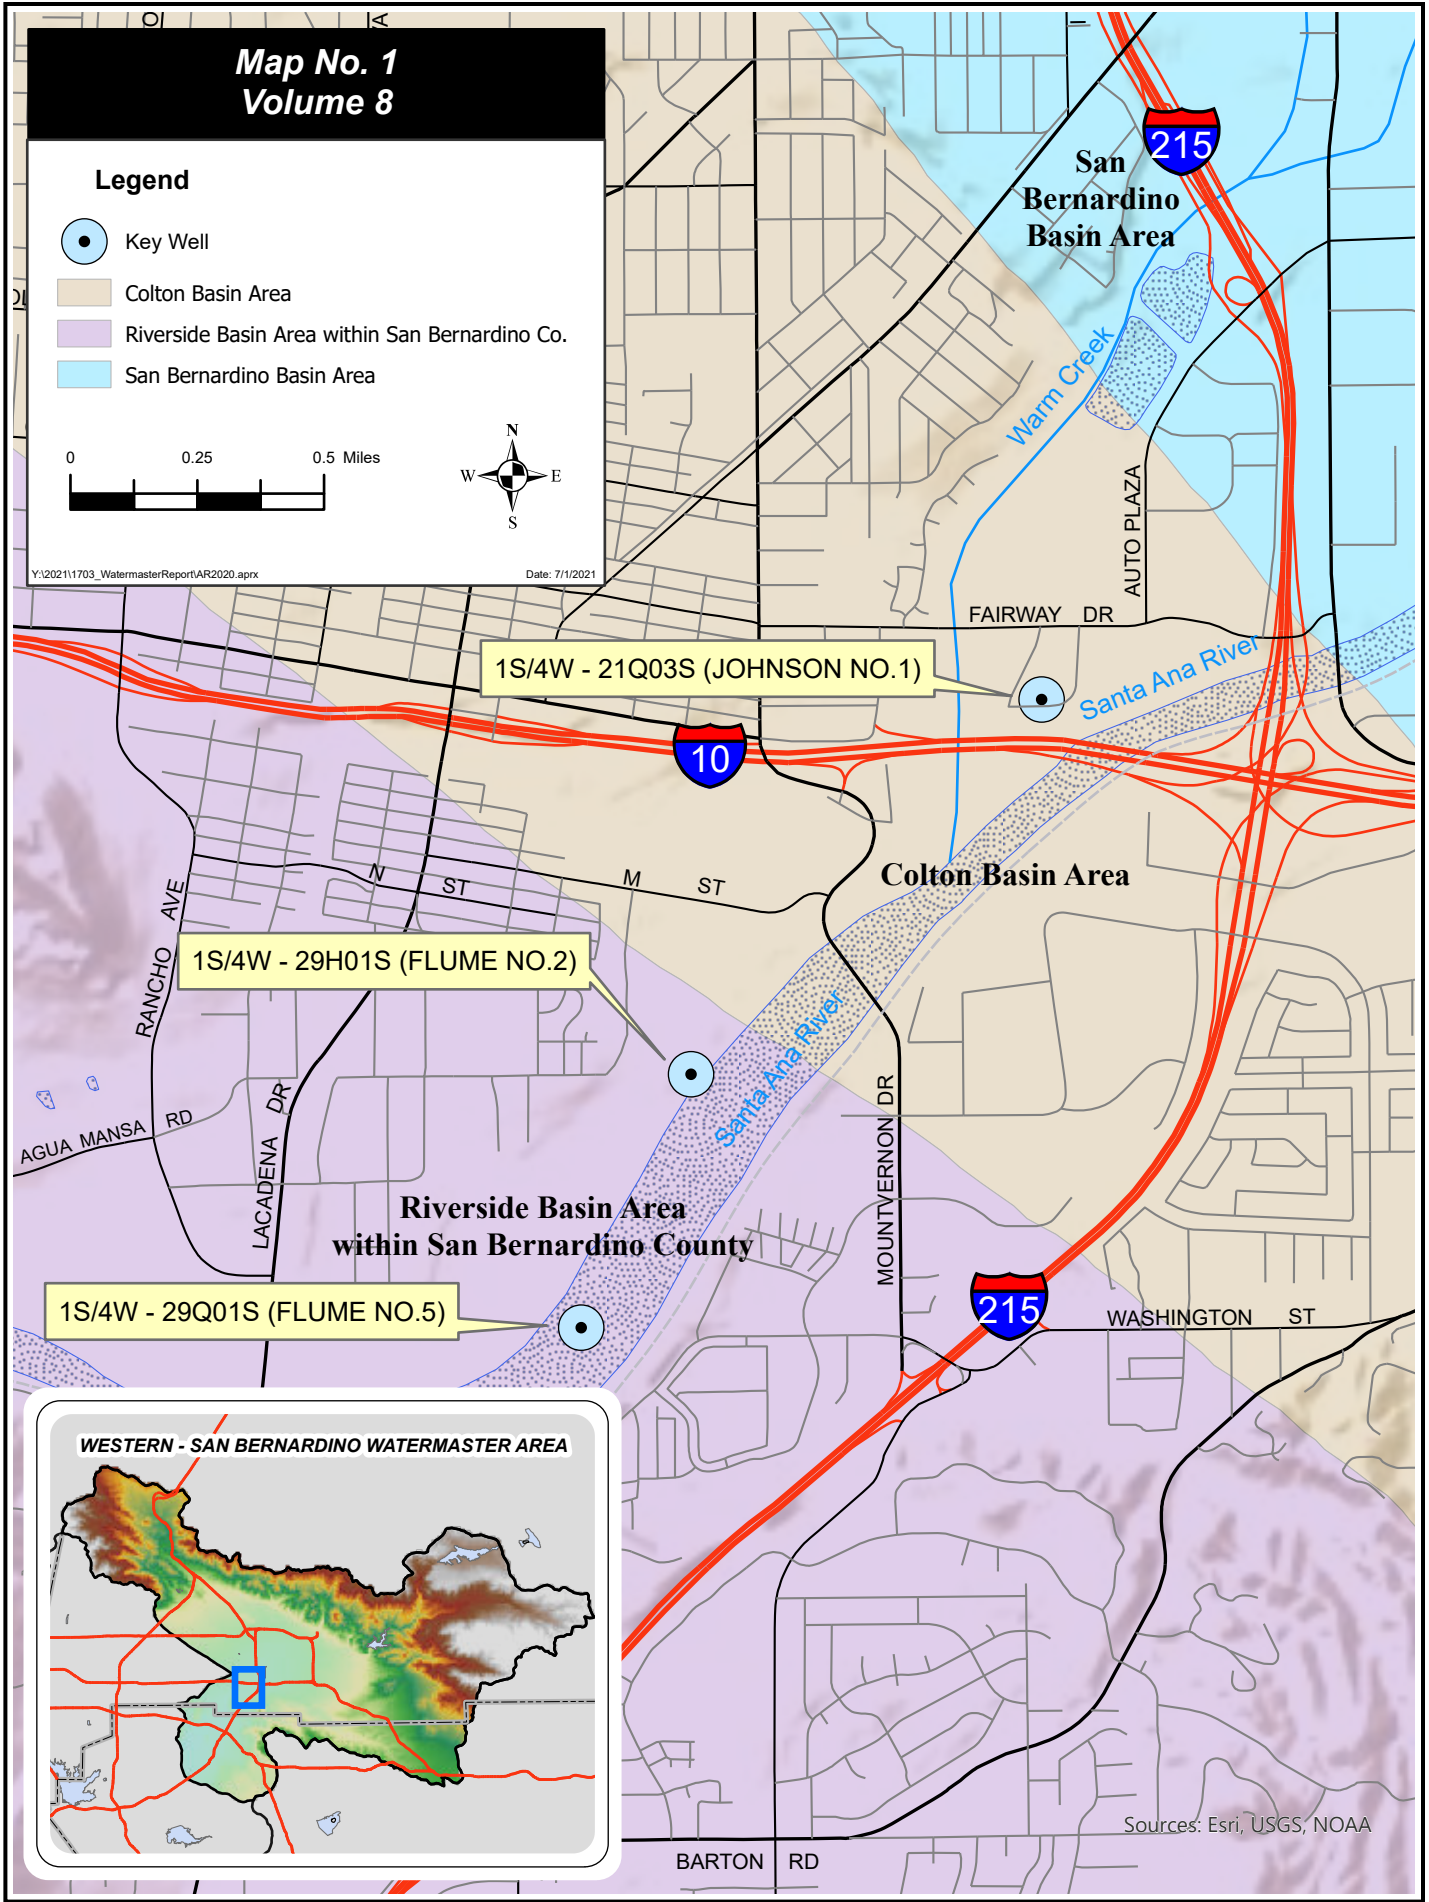 Map No. 1
Volume 8
Legend
Key Well
Colton Basin Area
Riverside Basin Area within San Bernardino Co.
San Bernardino Basin Area
0 0.25 0.5 Miles
N
W E
S
Y:\2021\1703_WatermasterReport\AR2020.aprx
Date: 7/1/2021
215
San
Bernardino
Basin Area
Warm Creek
AUTO PLAZA
FAIRWAY DR
1S/4W - 21Q03S (JOHNSON NO.1)
Santa Ana River
10
Colton Basin Area
N ST
M ST
RANCHO AVE
1S/4W - 29H01S (FLUME NO.2)
Santa Ana River
MOUNTVERNON DR
AGUA MANSA RD
LACADENA DR
Riverside Basin Area
within San Bernardino County
1S/4W - 29Q01S (FLUME NO.5)
215
WASHINGTON ST
WESTERN - SAN BERNARDINO WATERMASTER AREA
Sources: Esri, USGS, NOAA
BARTON RD